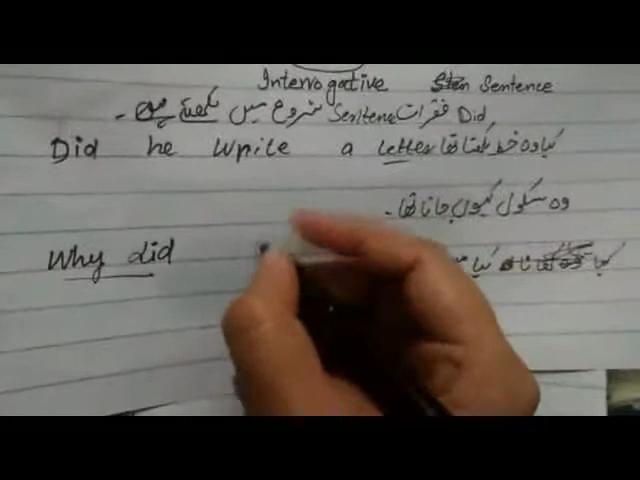 Interrogative Sentence
Did فقرات Sentence شروع میں لکھتے ہیں۔
Did he write a letter کیا وہ خط لکھتا تھا
وہ سکول کیوں جاتا تھا۔
Why did کیا